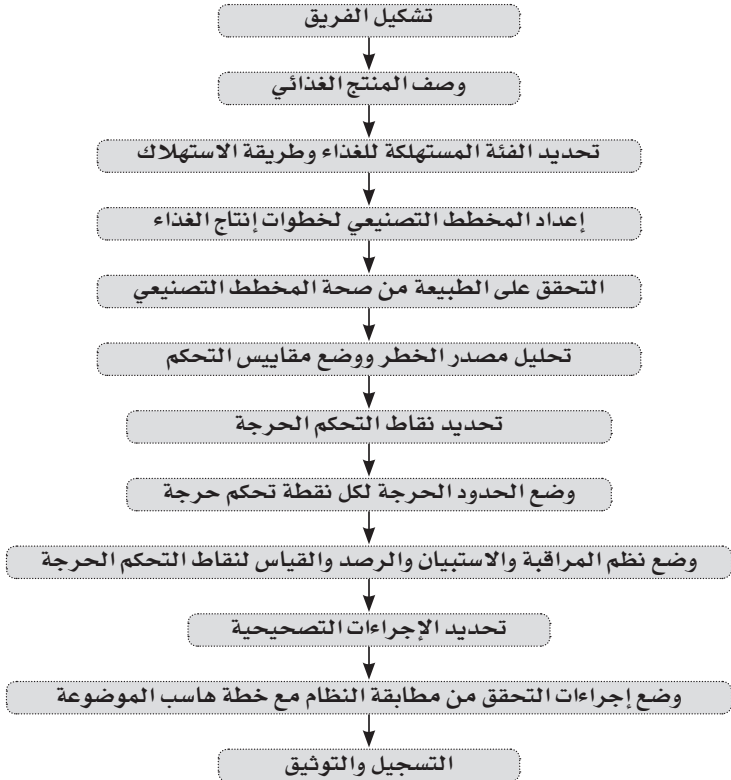 تشكيل الفريق
وصف المنتج الغذائي
تحديد الفئة المستهلكة للغذاء وطريقة الاستهلاك
إعداد المخطط التصنيعي لخطوات إنتاج الغذاء
التحقق على الطبيعة من صحة المخطط التصنيعي
تحليل مصدر الخطر ووضع مقاييس التحكم
تحديد نقاط التحكم الحرجة
وضع الحدود الحرجة لكل نقطة تحكم حرجة
وضع نظم المراقبة والاستبيان والرصد والقياس لنقاط التحكم الحرجة
تحديد الإجراءات التصحيحية
وضع إجراءات التحقق من مطابقة النظام مع خطة هاسب الموضوعة
التسجيل والتوثيق